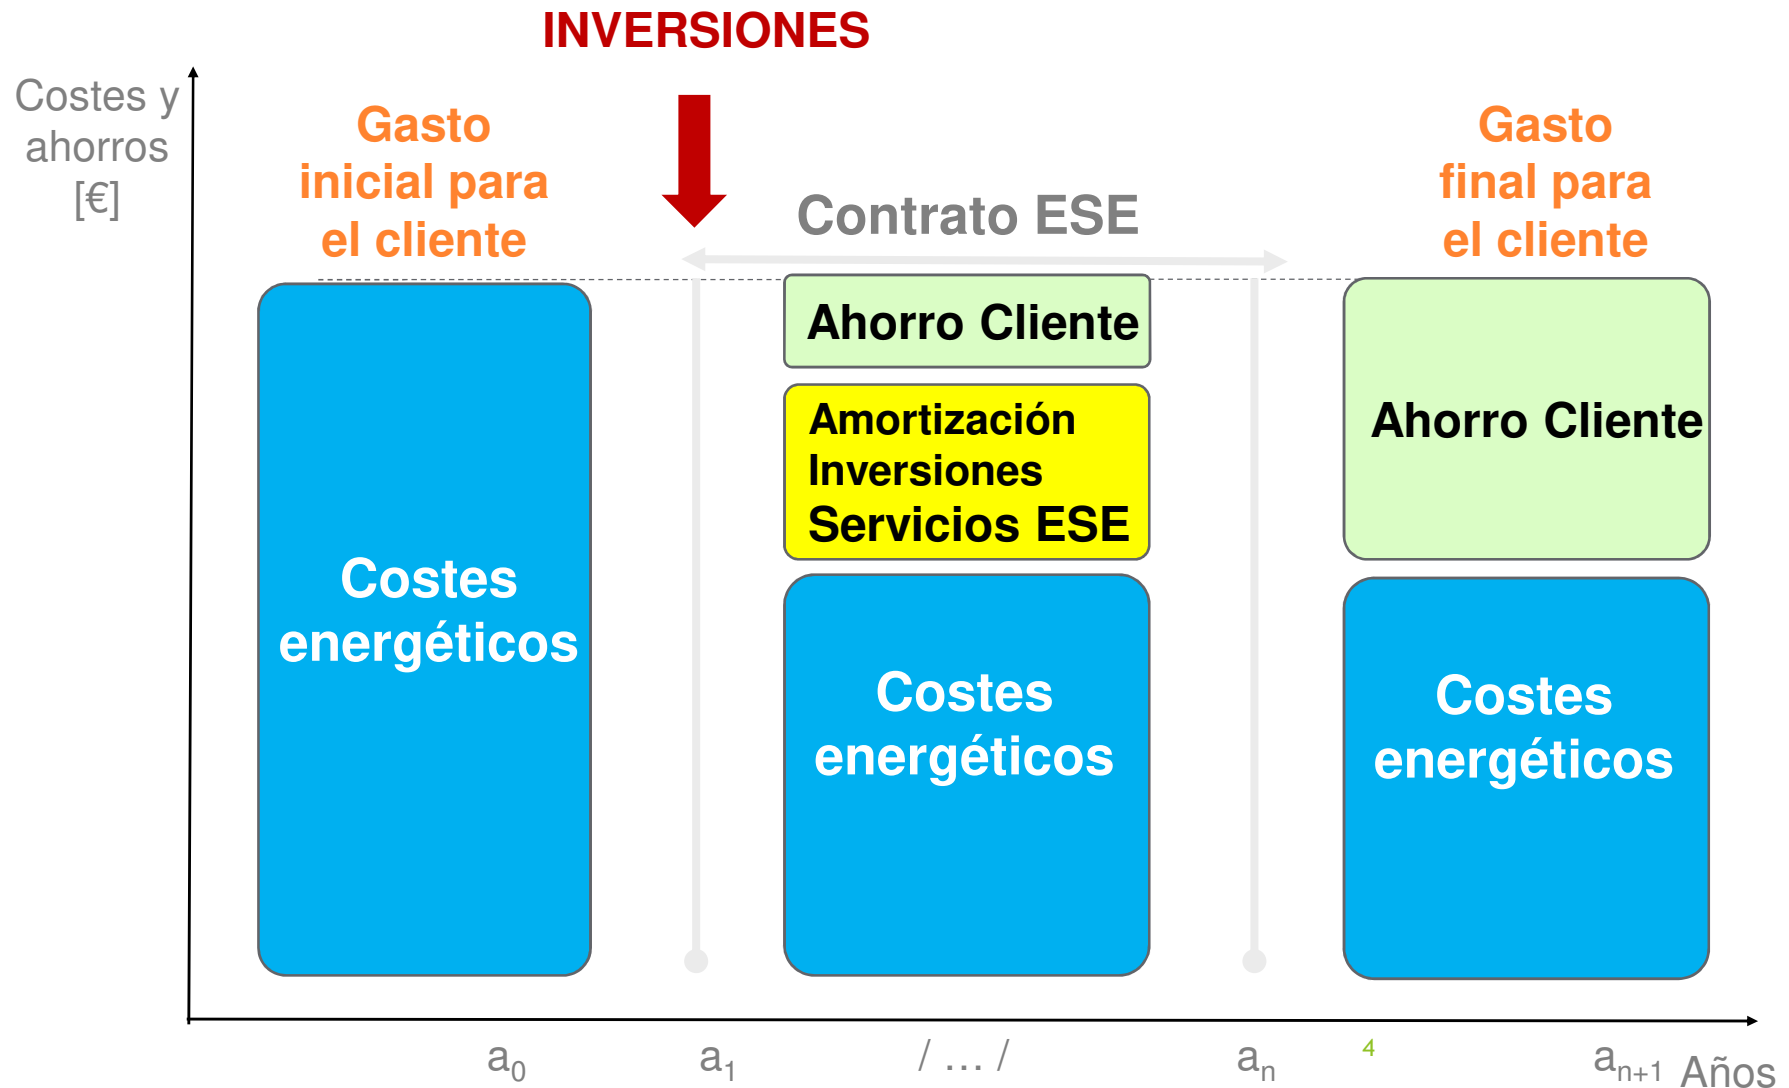 INVERSIONES
Costes y
ahorros
[€]
Gasto
inicial para
el cliente
Contrato ESE
Gasto
final para
el cliente
Costes
energéticos
Ahorro Cliente
Amortización
Inversiones
Servicios ESE
Costes
energéticos
Ahorro Cliente
Costes
energéticos
a0
a1
/ ... /
an
4
an+1
Años